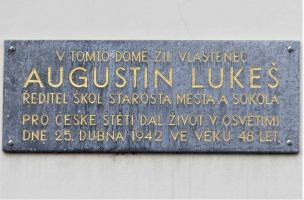 V TOMTO DOMĚ ŽIL VLASTENEC
AUGUSTIN LUKEŠ
ŘEDITEL ŠKOL STAROSTA MĚSTA A SOKOLA
PRO ČESKÉ ŠTĚSTÍ DAL ŽIVOT V OSVĚTIMI
DNE 25. DUBNA 1942 VE VĚKU 48 LET.